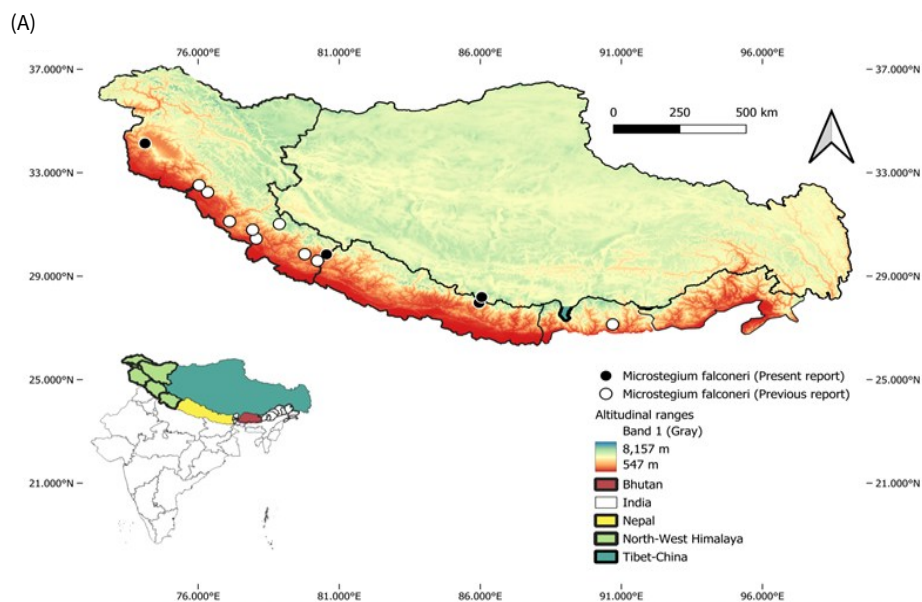 (A)
76.000°E 81.000°E 86.000°E 91.000°E 96.000°E
37.000°N 37.000°N
0 250 500 km
33.000°N 33.000°N
29.000°N 29.000°N
25.000°N 25.000°N
Microstegium falconeri (Present report)
Microstegium falconeri (Previous report)
Altitudinal ranges
Band 1 (Gray)
8,157 m
547 m
21.000°N 21.000°N
Bhutan
India
Nepal
North-West Himalaya
Tibet-China
76.000°E 81.000°E 86.000°E 91.000°E 96.000°E